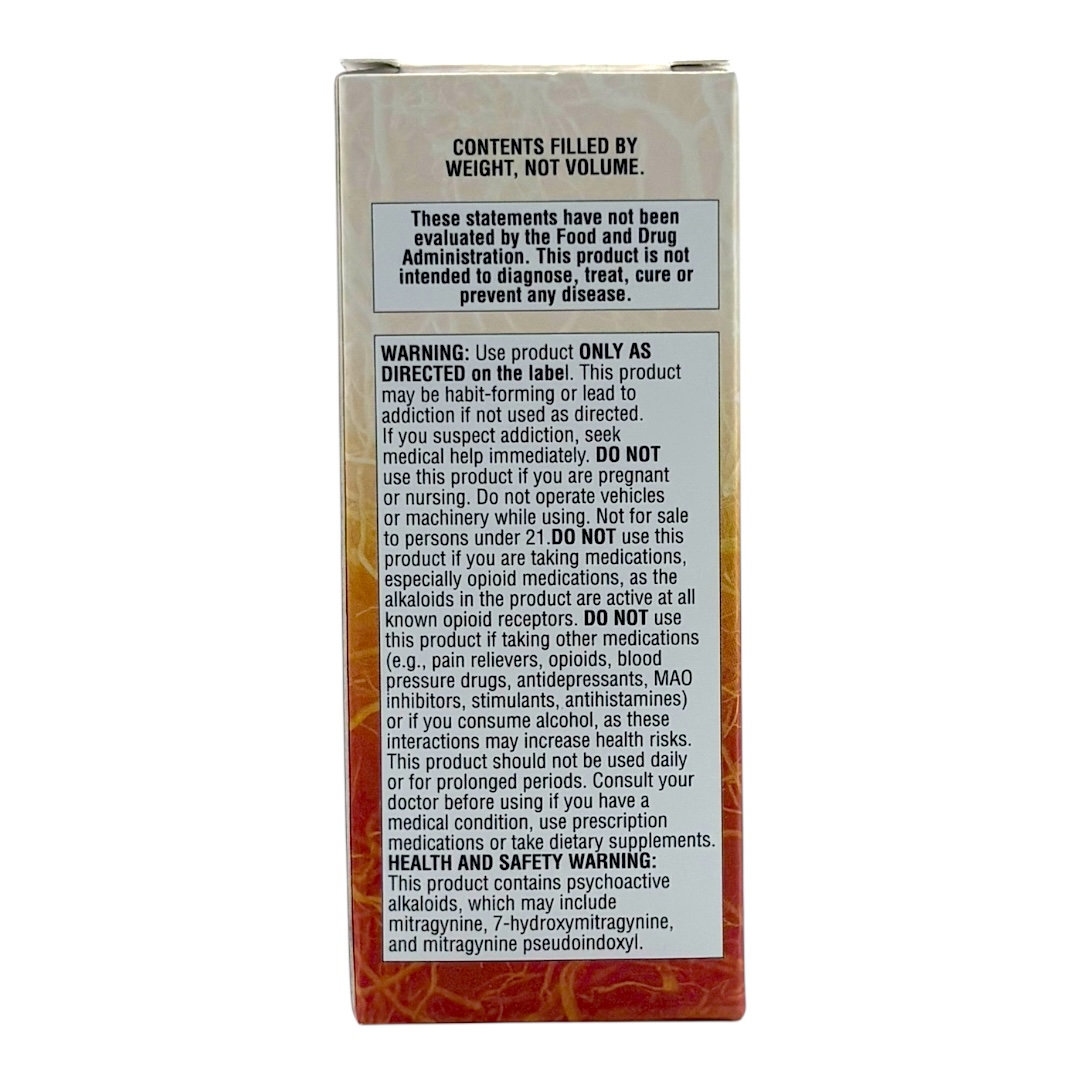 CONTENTS FILLED BY
WEIGHT, NOT VOLUME.
These statements have not been
evaluated by the Food and Drug
Administration. This product is not
intended to diagnose, treat, cure or
prevent any disease.
WARNING: Use product ONLY AS
DIRECTED on the label. This product
may be habit-forming or lead to
addiction if not used as directed.
If you suspect addiction, seek
medical help immediately. DO NOT
use this product if you are pregnant
or nursing. Do not operate vehicles
or machinery while using. Not for sale
to persons under 21.DO NOT use this
product if you are taking medications,
especially opioid medications, as the
alkaloids in the product are active at all
known opioid receptors. DO NOT use
this product if taking other medications
(e.g., pain relievers, opioids, blood
pressure drugs, antidepressants, MAO
inhibitors, stimulants, antihistamines)
or if you consume alcohol, as these
interactions may increase health risks.
This product should not be used daily
or for prolonged periods. Consult your
doctor before using if you have a
medical condition, use prescription
medications or take dietary supplements.
HEALTH AND SAFETY WARNING:
This product contains psychoactive
alkaloids, which may include
mitragynine, 7-hydroxymitragynine,
and mitragynine pseudoindoxyl.